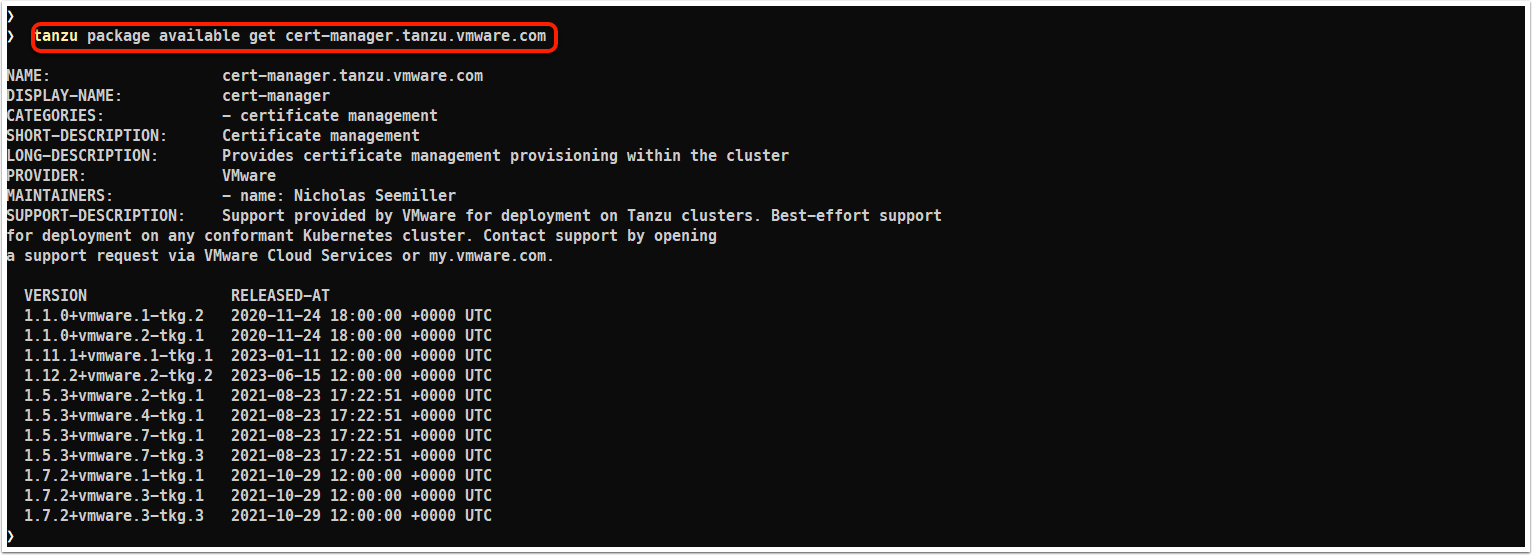 ❯
❯ tanzu package available get cert-manager.tanzu.vmware.com
NAME: cert-manager.tanzu.vmware.com
DISPLAY-NAME: cert-manager
CATEGORIES: - certificate management
SHORT-DESCRIPTION: Certificate management
LONG-DESCRIPTION: Provides certificate management provisioning within the cluster
PROVIDER: VMware
MAINTAINERS: - name: Nicholas Seemiller
SUPPORT-DESCRIPTION: Support provided by VMware for deployment on Tanzu clusters. Best-effort support
for deployment on any conformant Kubernetes cluster. Contact support by opening
a support request via VMware Cloud Services or my.vmware.com.
VERSION RELEASED-AT
1.1.0+vmware.1-tkg.2 2020-11-24 18:00:00 +0000 UTC
1.1.0+vmware.2-tkg.1 2020-11-24 18:00:00 +0000 UTC
1.11.1+vmware.1-tkg.1 2023-01-11 12:00:00 +0000 UTC
1.12.2+vmware.2-tkg.2 2023-06-15 12:00:00 +0000 UTC
1.5.3+vmware.2-tkg.1 2021-08-23 17:22:51 +0000 UTC
1.5.3+vmware.4-tkg.1 2021-08-23 17:22:51 +0000 UTC
1.5.3+vmware.7-tkg.1 2021-08-23 17:22:51 +0000 UTC
1.5.3+vmware.7-tkg.3 2021-08-23 17:22:51 +0000 UTC
1.7.2+vmware.1-tkg.1 2021-10-29 12:00:00 +0000 UTC
1.7.2+vmware.3-tkg.1 2021-10-29 12:00:00 +0000 UTC
1.7.2+vmware.3-tkg.3 2021-10-29 12:00:00 +0000 UTC
❯